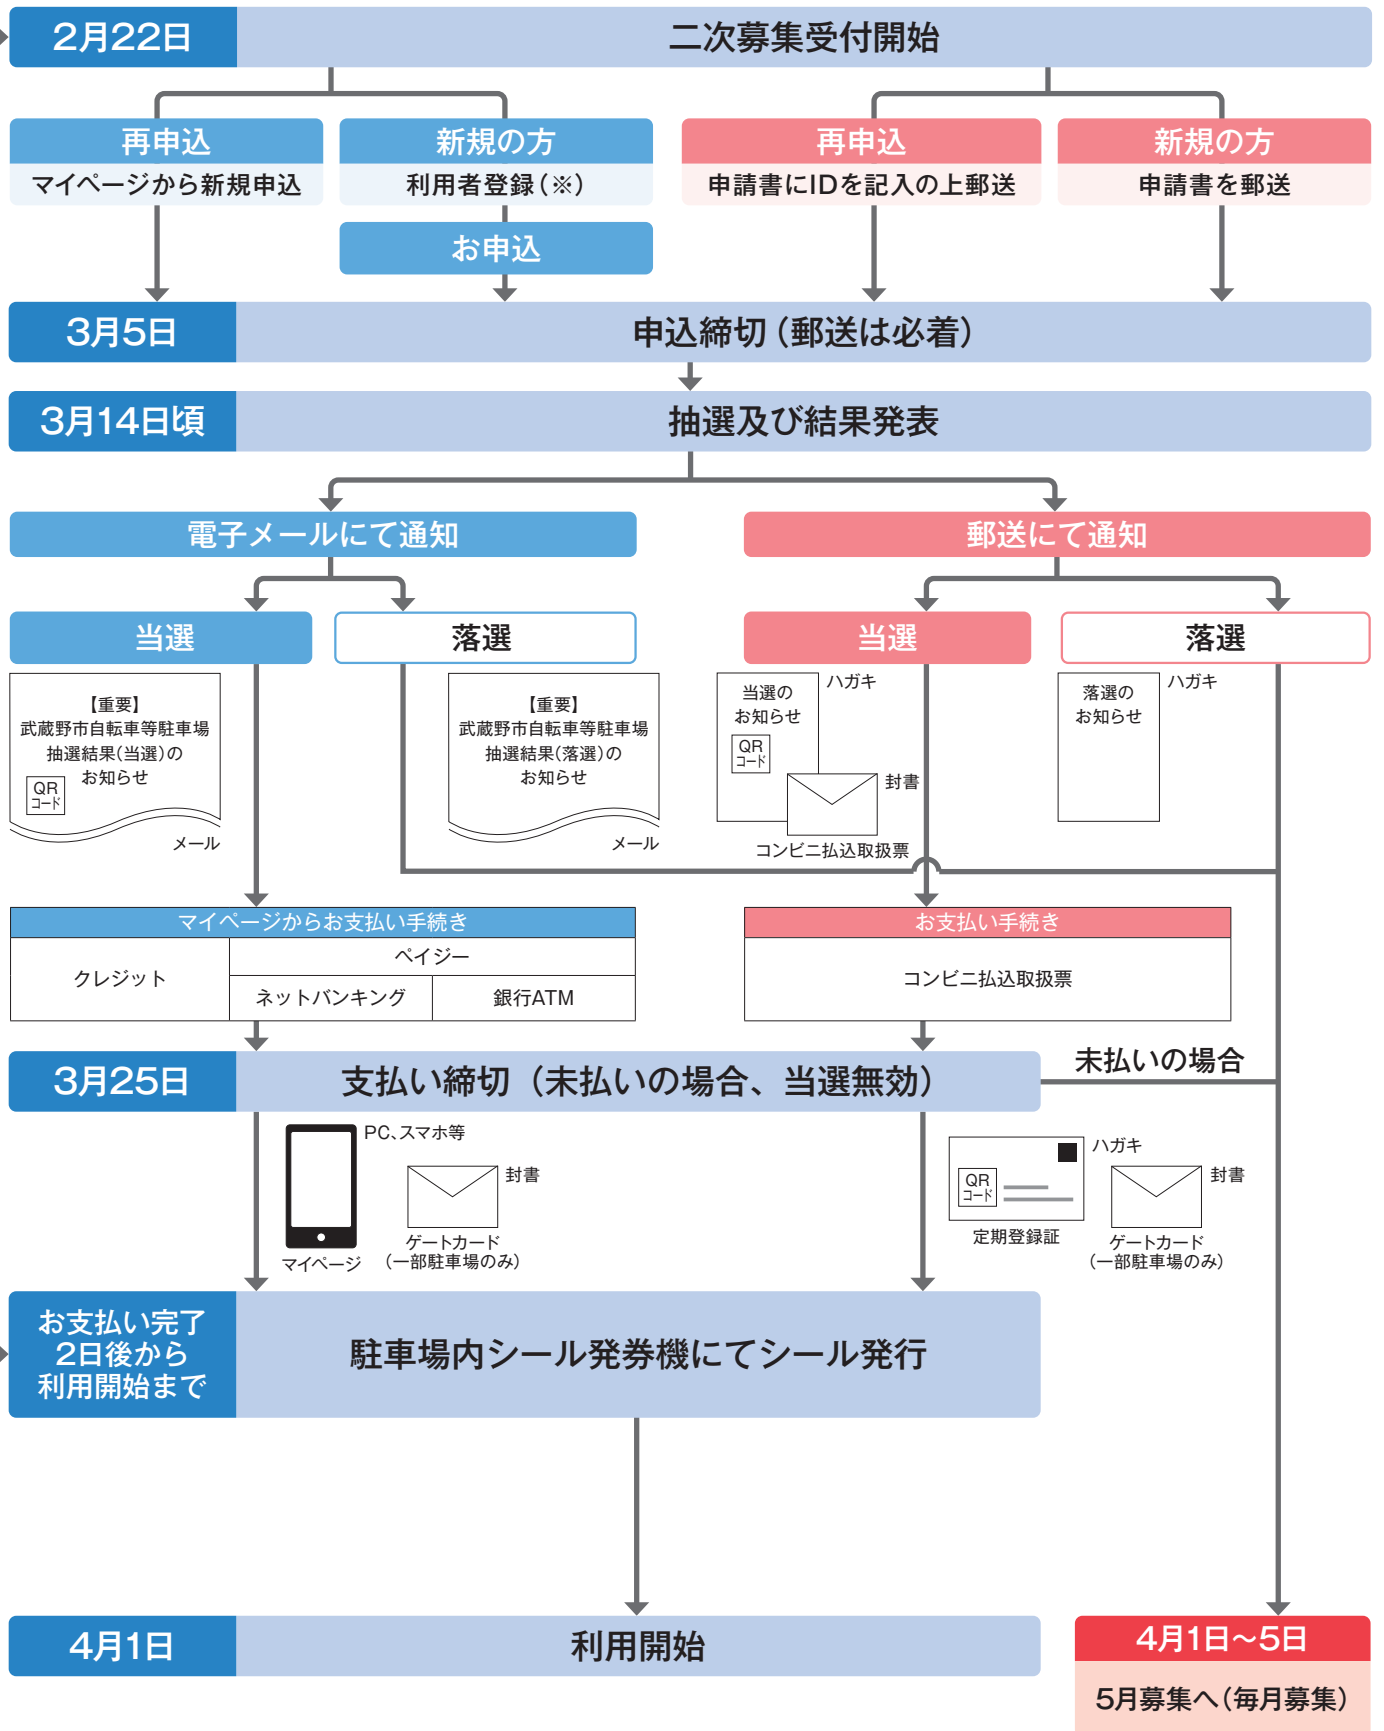 2月22日
二次募集受付開始
再申込
マイページから新規申込
新規の方
利用者登録(※)
お申込
再申込
申請書にIDを記入の上郵送
新規の方
申請書を郵送
3月5日
申込締切(郵送は必着)
3月14日頃
抽選及び結果発表
電子メールにて通知
郵送にて通知
当選
落選
当選
落選
【重要】
武蔵野市自転車等駐車場
抽選結果(当選)の
お知らせ
QR
コード
メール
【重要】
武蔵野市自転車等駐車場
抽選結果(落選)の
お知らせ
メール
当選の
お知らせ
QR
コード
ハガキ
封書
コンビニ払込取扱票
落選の
お知らせ
ハガキ
マイページからお支払い手続き
クレジット
ペイジー
ネットバンキング
銀行ATM
お支払い手続き
コンビニ払込取扱票
3月25日
支払い締切(未払いの場合、当選無効)
未払いの場合
PC、スマホ等
マイページ
封書
ゲートカード
(一部駐車場のみ)
QR
コード
ハガキ
定期登録証
封書
ゲートカード
(一部駐車場のみ)
お支払い完了
2日後から
利用開始まで
駐車場内シール発券機にてシール発行
4月1日
利用開始
4月1日～5日
5月募集へ(毎月募集)